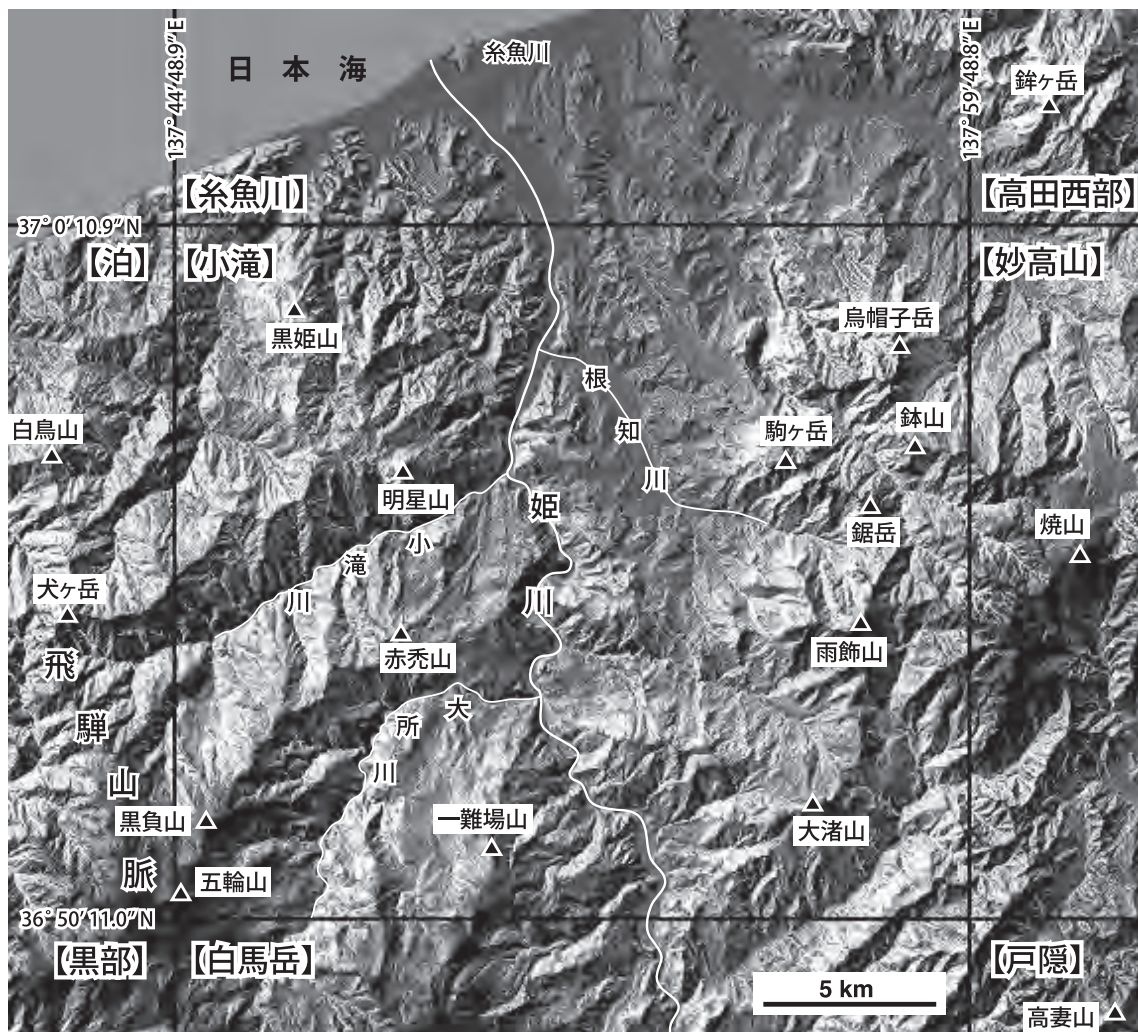 糸魚川
日本海
137° 44′ 48.9″ E
137° 59′ 48.8″ E
鉾ヶ岳
【糸魚川】
【高田西部】
37° 0′ 10.9″ N
【泊】
【小滝】
【妙高山】
黒姫山
烏帽子岳
根知川
白鳥山
駒ヶ岳
鉢山
明星山
姫川
鋸岳
焼山
小滝川
犬ヶ岳
雨飾山
赤禿山
飛騨山脈
大所川
黒負山
一難場山
大渚山
五輪山
36° 50′ 11.0″ N
【黒部】
【白馬岳】
【戸隠】
5 km
高妻山